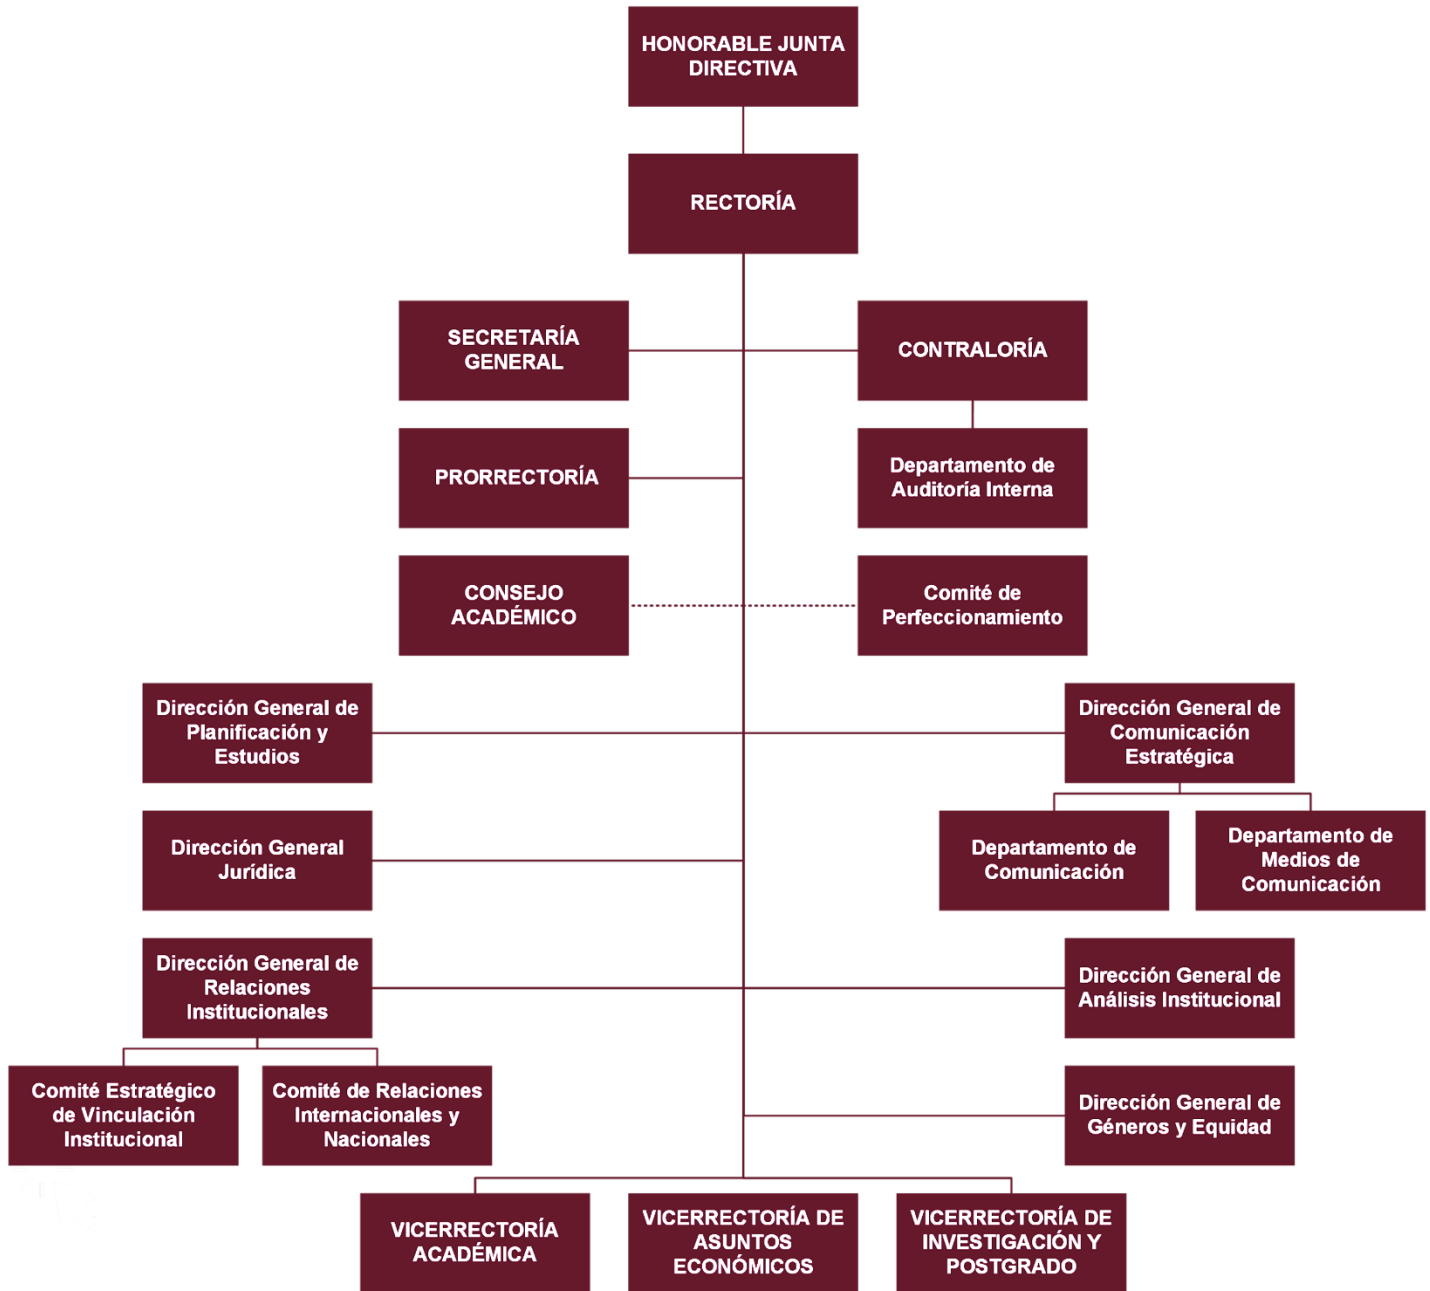 HONORABLE JUNTA
DIRECTIVA
RECTORÍA
SECRETARÍA
GENERAL
CONTRALORÍA
PRORRECTORÍA
Departamento de
Auditoría Interna
CONSEJO
ACADÉMICO
Comité de
Perfeccionamiento
Dirección General de
Planificación y
Estudios
Dirección General de
Comunicación
Estratégica
Dirección General
Jurídica
Departamento de
Comunicación
Departamento de
Medios de
Comunicación
Dirección General de
Relaciones
Institucionales
Dirección General de
Análisis Institucional
Comité Estratégico
de Vinculación
Institucional
Comité de Relaciones
Internacionales y
Nacionales
Dirección General de
Géneros y Equidad
VICERRECTORÍA
ACADÉMICA
VICERRECTORÍA DE
ASUNTOS
ECONÓMICOS
VICERRECTORÍA DE
INVESTIGACIÓN Y
POSTGRADO